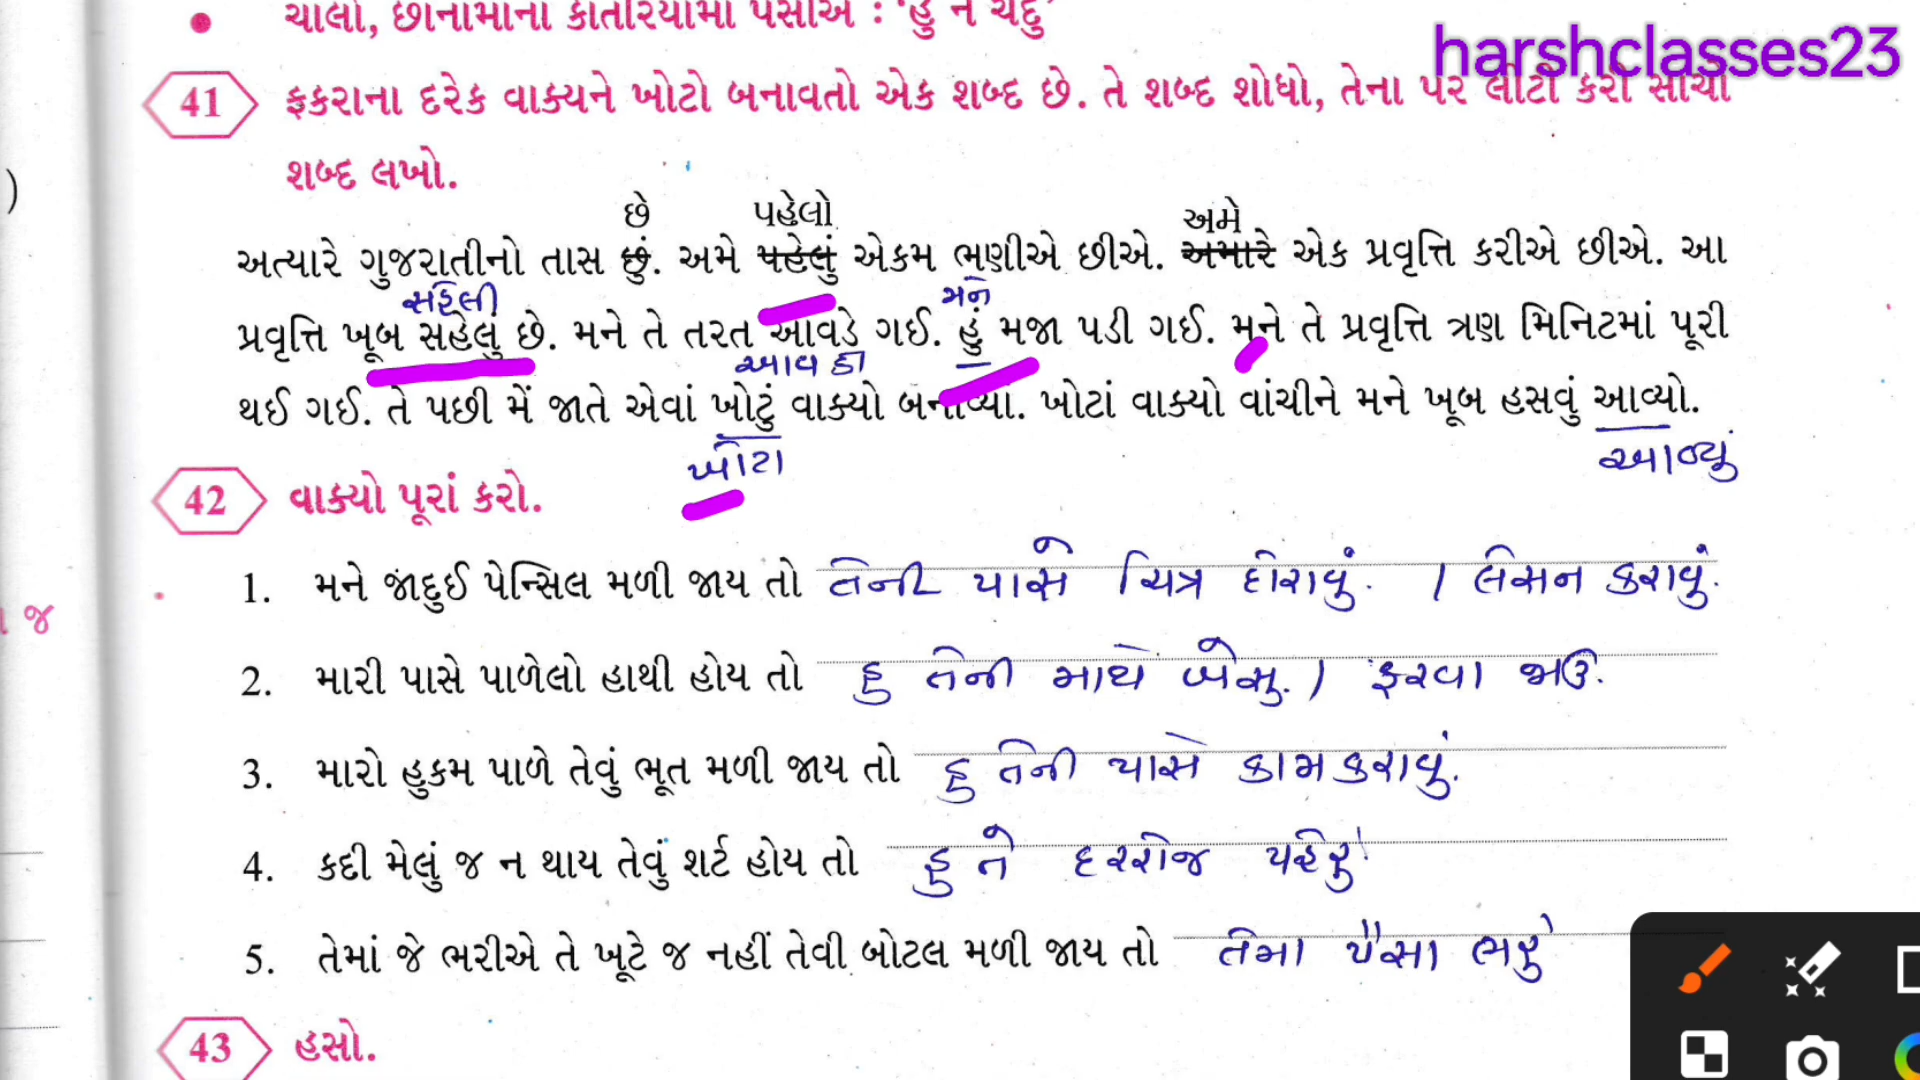 ચાલો, છાનામાના કાતરિયામાં પેસીએ : 'હું ને ચંદુ'
harshclasses23
41 ફકરાના દરેક વાક્યને ખોટો બનાવતો એક શબ્દ છે. તે શબ્દ શોધો, તેના પર લીટી કરી સાચો
શબ્દ લખો.
છે પહેલો અમે
અત્યારે ગુજરાતીનો તાસ છું. અમે પહેલું એકમ ભણીએ છીએ. અમારે એક પ્રવૃત્તિ કરીએ છીએ. આ
સહેલી મને
પ્રવૃત્તિ ખૂબ સહેલું છે. મને તે તરત આવડે ગઈ. હું મજા પડી ગઈ. મને તે પ્રવૃત્તિ ત્રણ મિનિટમાં પૂરી
આવડી
થઈ ગઈ. તે પછી મેં જાતે એવાં ખોટું વાક્યો બનાવ્યાં. ખોટાં વાક્યો વાંચીને મને ખૂબ હસવું આવ્યો.
ખોટા આવ્યું
42 વાક્યો પૂરાં કરો.
1. મને જાદુઈ પેન્સિલ મળી જાય તો તેની પાસે ચિત્ર દોરાવું. / લેસન કરાવું.
2. મારી પાસે પાળેલો હાથી હોય તો હુ તેની માથે બેસુ. / ફરવા જાઉ.
3. મારો હુકમ પાળે તેવું ભૂત મળી જાય તો હુ તેની પાસે કામ કરાવું.
4. કદી મેલું જ ન થાય તેવું શર્ટ હોય તો હુ તે દરરોજ પહેરુ
5. તેમાં જે ભરીએ તે ખૂટે જ નહીં તેવી બોટલ મળી જાય તો તેમા પૈસા ભરુ
43 હસો.
)
જ